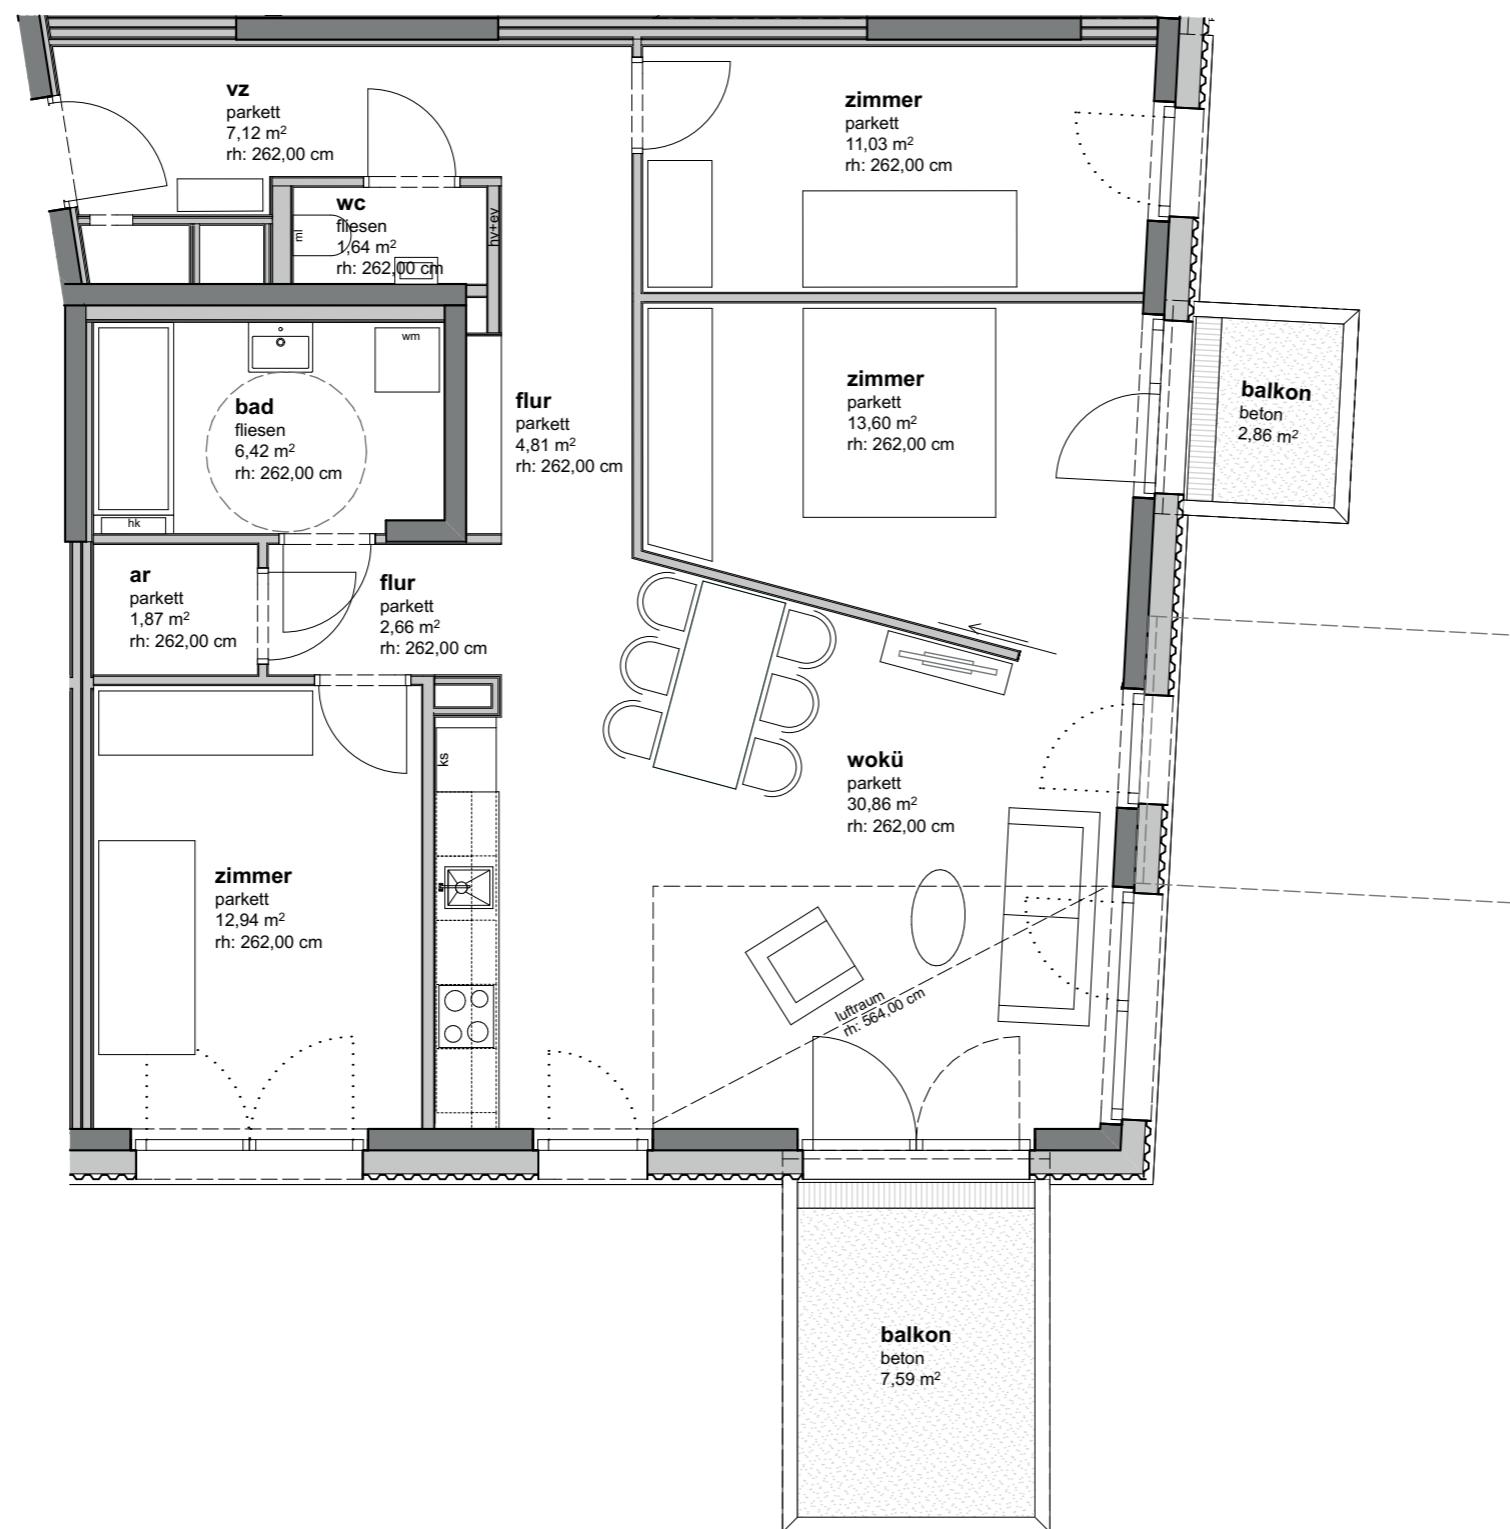 vz
parkett
7,12 m²
rh: 262,00 cm
zimmer
parkett
11,03 m²
rh: 262,00 cm
wc
fliesen
1,64 m²
rh: 262,00 cm
ml
hv+ev
wm
bad
fliesen
6,42 m²
rh: 262,00 cm
hk
flur
parkett
4,81 m²
rh: 262,00 cm
zimmer
parkett
13,60 m²
rh: 262,00 cm
balkon
beton
2,86 m²
ar
parkett
1,87 m²
rh: 262,00 cm
flur
parkett
2,66 m²
rh: 262,00 cm
ks
wokü
parkett
30,86 m²
rh: 262,00 cm
zimmer
parkett
12,94 m²
rh: 262,00 cm
luftraum
rh: 564,00 cm
balkon
beton
7,59 m²